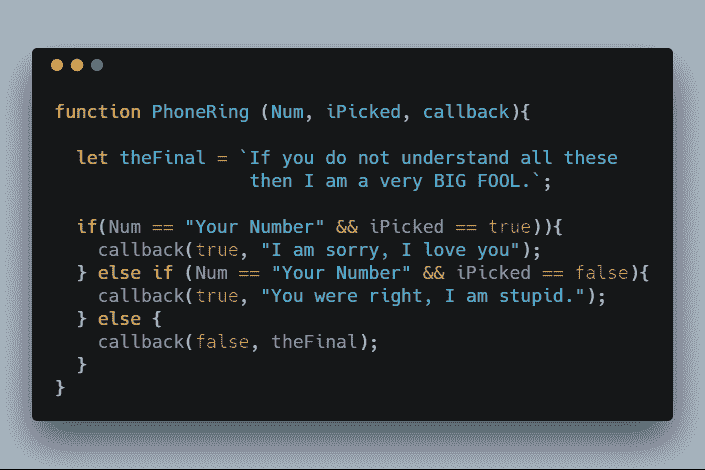 function PhoneRing (Num, iPicked, callback){
let theFinal = `If you do not understand all these
then I am a very BIG FOOL.`;
if(Num == "Your Number" && iPicked == true)){
callback(true, "I am sorry, I love you");
} else if (Num == "Your Number" && iPicked == false){
callback(true, "You were right, I am stupid.");
} else {
callback(false, theFinal);
}
}